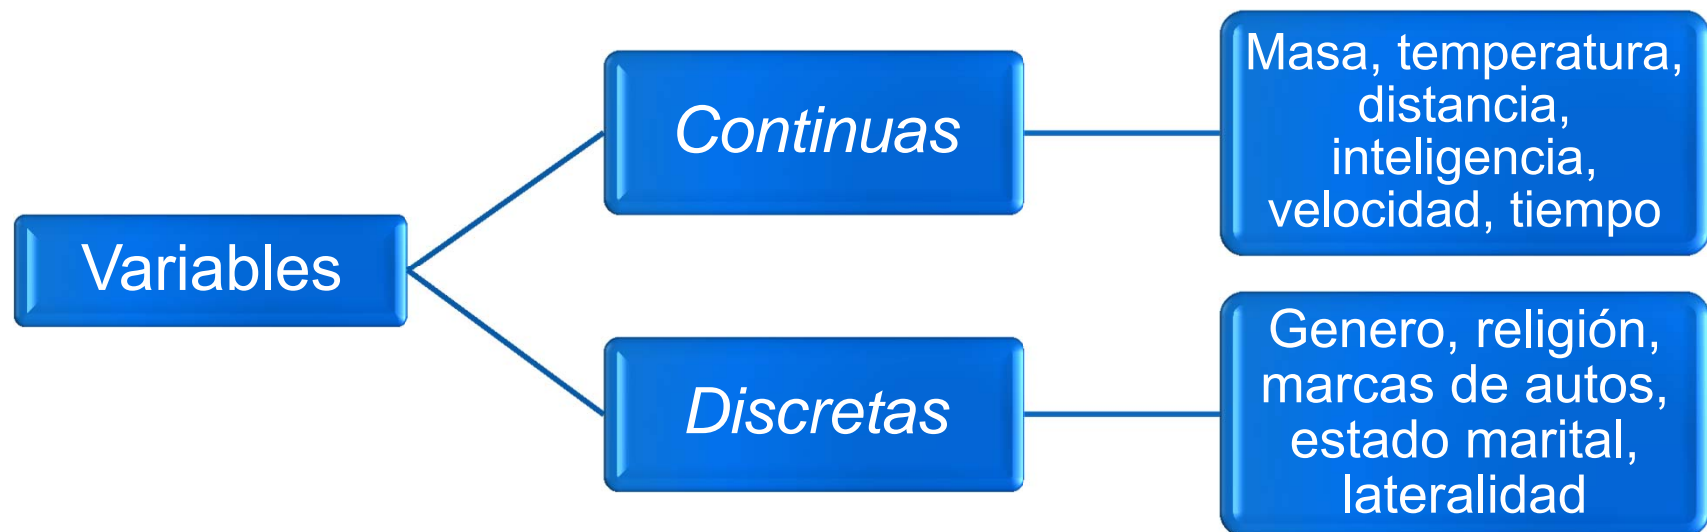 Variables
Continuas
Masa, temperatura,
distancia,
inteligencia,
velocidad, tiempo
Discretas
Genero, religión,
marcas de autos,
estado marital,
lateralidad